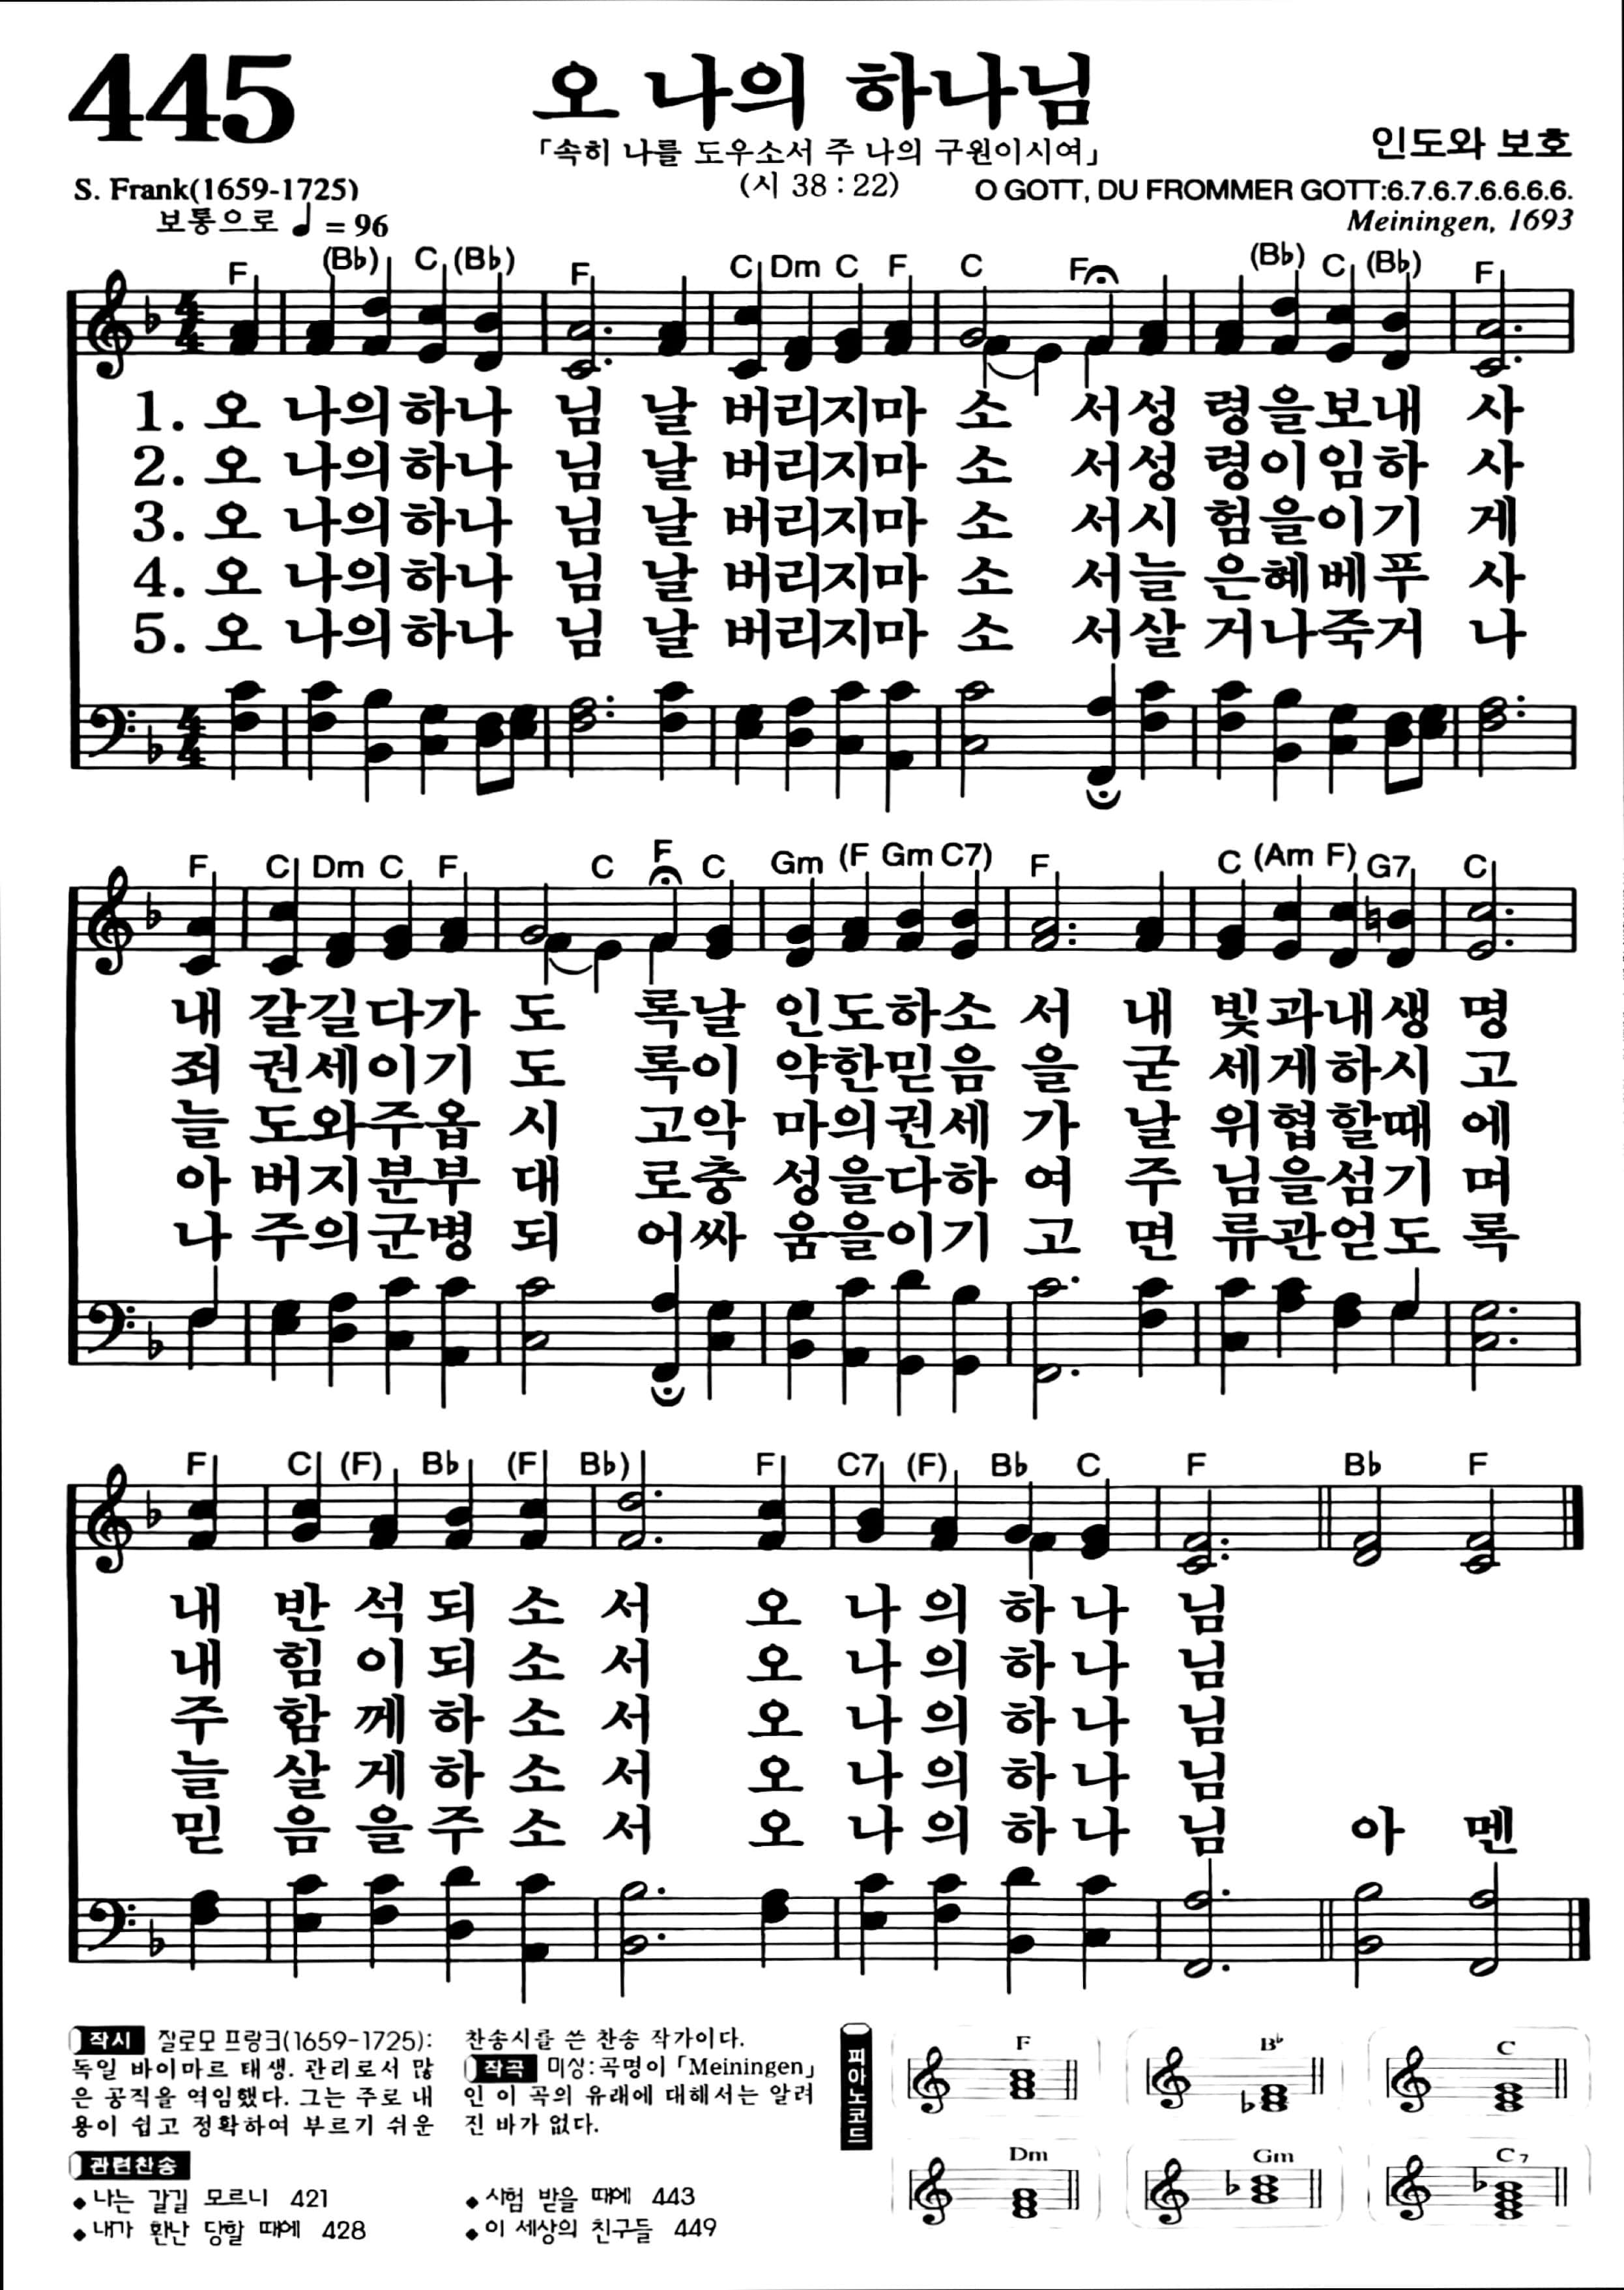 445
오 나의 하나님
「속히 나를 도우소서 주 나의 구원이시여」
(시 38 : 22)
인도와 보호
S. Frank(1659-1725)
O GOTT, DU FROMMER GOTT:6.7.6.7.6.6.6.6.
보통으로 ♩ = 96
Meiningen, 1693
F (B♭) C (B♭) F C Dm C F C F (B♭) C (B♭) F
1. 오 나의하나 님 날 버리지마 소 서성 령을보내 사
2. 오 나의하나 님 날 버리지마 소 서성 령이임하 사
3. 오 나의하나 님 날 버리지마 소 서시 험을이기 게
4. 오 나의하나 님 날 버리지마 소 서늘 은혜베푸 사
5. 오 나의하나 님 날 버리지마 소 서살 거나죽거 나
F C Dm C F C F C Gm (F Gm C7) F C (Am F) G7 C
내 갈길다가 도 록날 인도하소 서 내 빛과내생 명
죄 권세이기 도 록이 약한믿음 을 굳 세게하시 고
늘 도와주옵 시 고악 마의권세 가 날 위협할때 에
아 버지분부 대 로충 성을다하 여 주 님을섬기 며
나 주의군병 되 어싸 움을이기 고 면 류관얻도 록
F C (F) B♭ (F B♭) F C7 (F) B♭ C F B♭ F
내 반 석 되 소 서 오 나 의 하 나 님
내 힘 이 되 소 서 오 나 의 하 나 님
주 함 께 하 소 서 오 나 의 하 나 님
늘 살 게 하 소 서 오 나 의 하 나 님
믿 음 을 주 소 서 오 나 의 하 나 님 아 멘
작시 잘로모 프랑크(1659-1725):
독일 바이마르 태생. 관리로서 많
은 공직을 역임했다. 그는 주로 내
용이 쉽고 정확하여 부르기 쉬운
찬송시를 쓴 찬송 작가이다.
작곡 미상:곡명이 「Meiningen」
인 이 곡의 유래에 대해서는 알려
진 바가 없다.
관련찬송
◆나는 갈길 모르니 421
◆내가 환난 당할 때에 428
◆시험 받을 때에 443
◆이 세상의 친구들 449
피아노코드
F B♭ C
Dm Gm C7